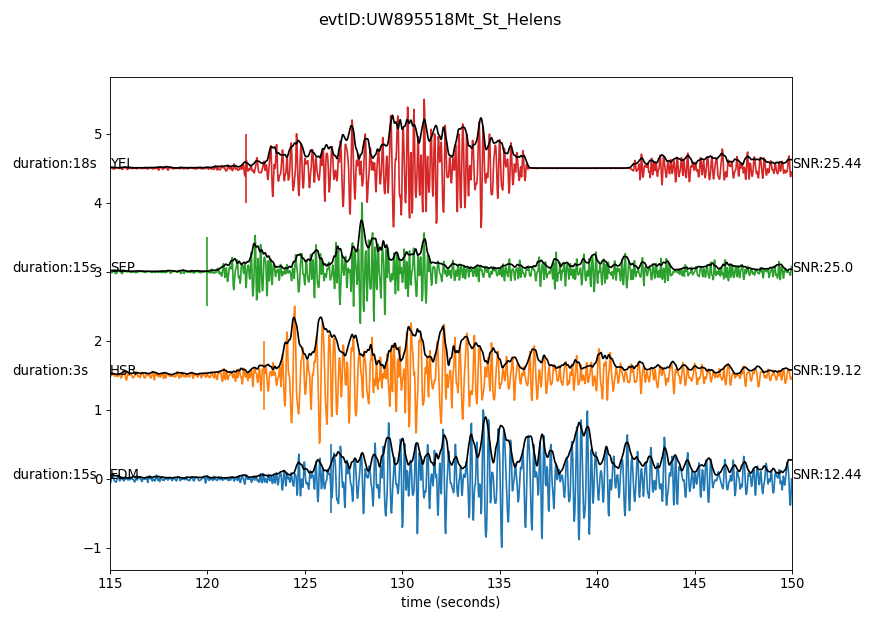 evtID:UW895518Mt_St_Helens
5
duration:18s YEL SNR:25.44
4
duration:15s 3 SEP SNR:25.0
2
duration:3s HSR SNR:19.12
1
duration:15s 0 EDM SNR:12.44
−1
115 120 125 130 135 140 145 150
time (seconds)